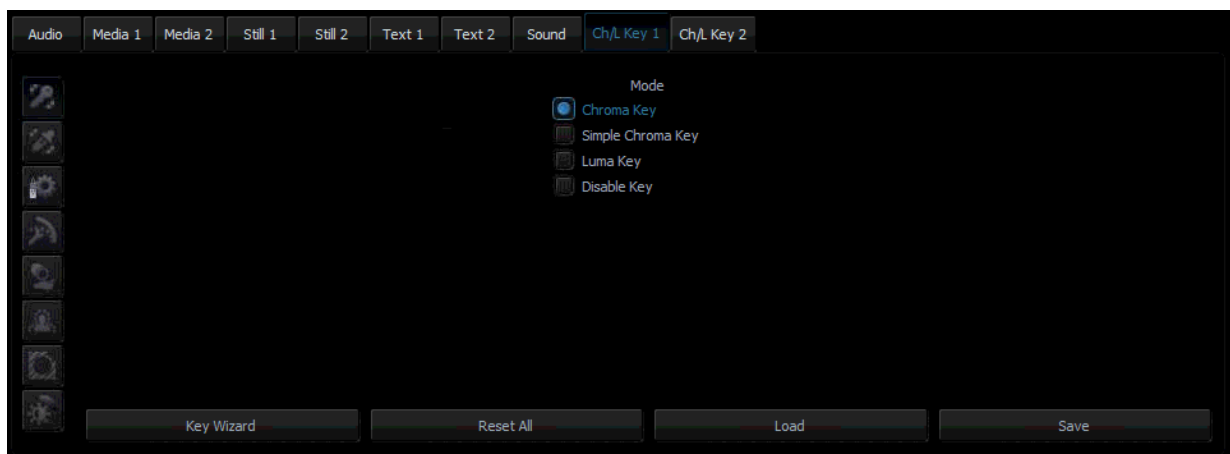 Audio Media 1 Media 2 Still 1 Still 2 Text 1 Text 2 Sound Ch/L Key 1 Ch/L Key 2
Mode
Chroma Key
Simple Chroma Key
Luma Key
Disable Key
Key Wizard Reset All Load Save